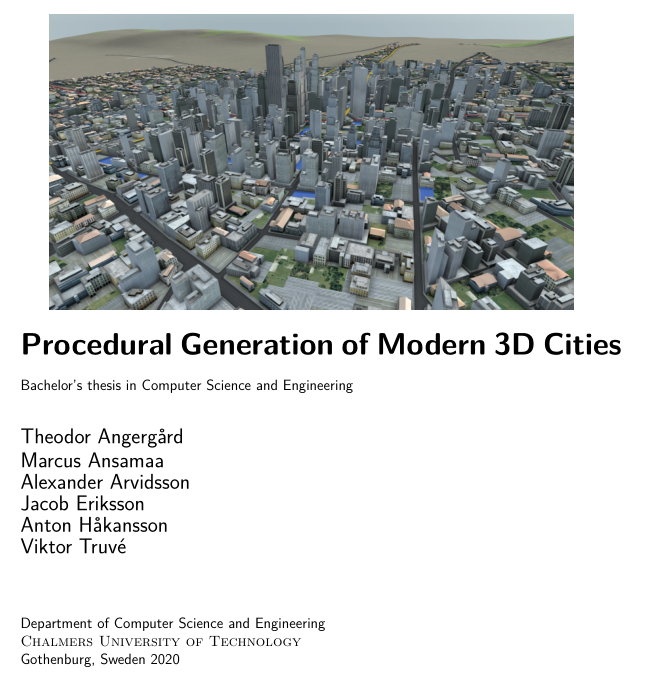 Procedural Generation of Modern 3D Cities
Bachelor's thesis in Computer Science and Engineering
Theodor Angergård
Marcus Ansamaa
Alexander Arvidsson
Jacob Eriksson
Anton Håkansson
Viktor Truvé
Department of Computer Science and Engineering
CHALMERS UNIVERSITY OF TECHNOLOGY
Gothenburg, Sweden 2020